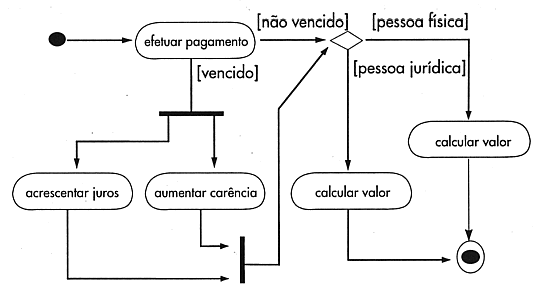 [não vencido]
[pessoa física]
efetuar pagamento
[vencido]
[pessoa jurídica]
calcular valor
acrescentar juros
aumentar carência
calcular valor